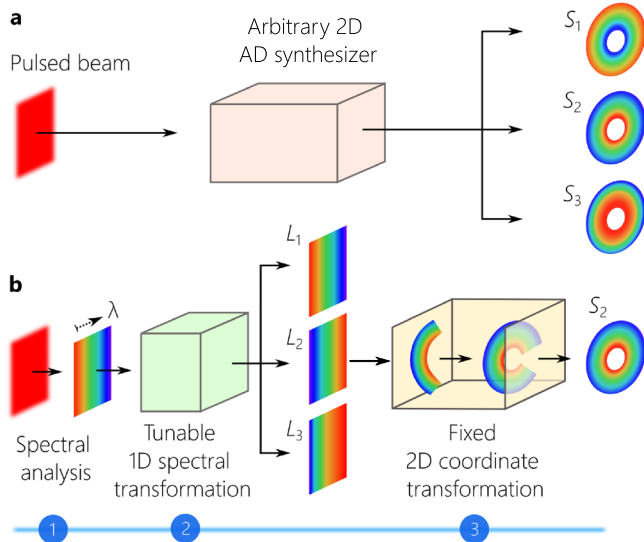 a
Arbitrary 2D
AD synthesizer
Pulsed beam
S₁
S₂
S₃
b
λ
L₁
L₂
L₃
S₂
Spectral
analysis
Tunable
1D spectral
transformation
Fixed
2D coordinate
transformation
1
2
3